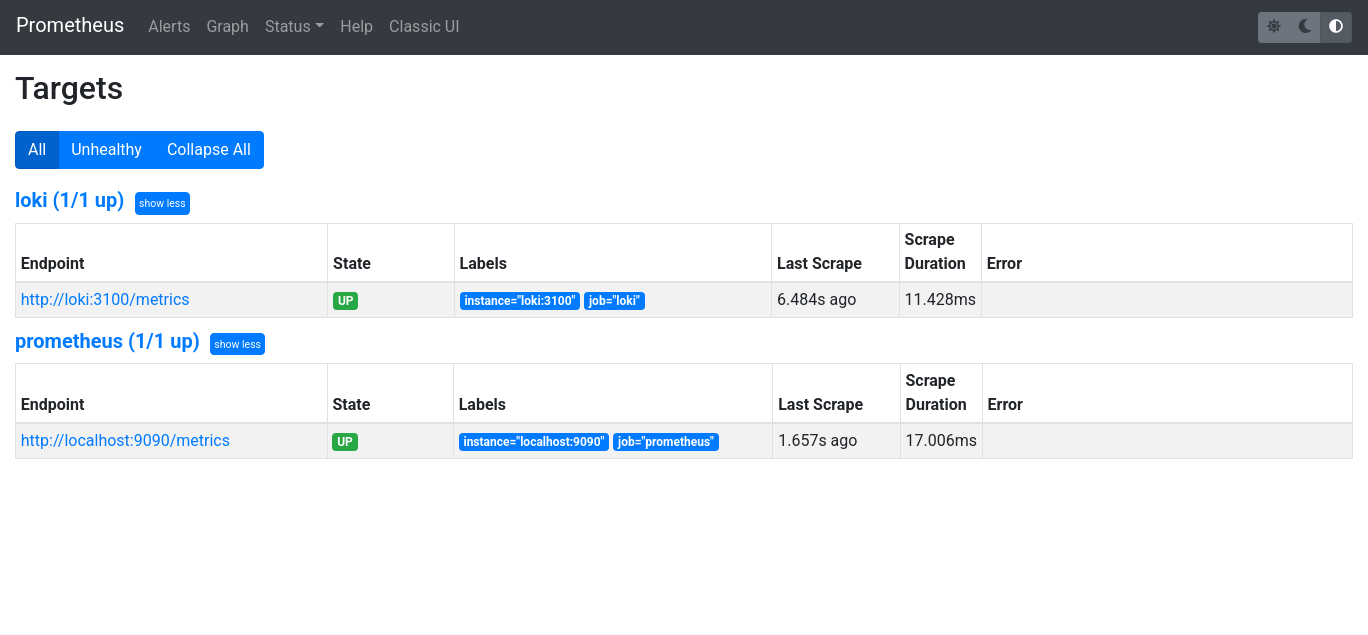 Prometheus Alerts Graph Status Help Classic UI
Targets
All Unhealthy Collapse All
loki (1/1 up) show less
Endpoint State Labels Last Scrape Scrape Duration Error
http://loki:3100/metrics UP instance="loki:3100" job="loki" 6.484s ago 11.428ms
prometheus (1/1 up) show less
Endpoint State Labels Last Scrape Scrape Duration Error
http://localhost:9090/metrics UP instance="localhost:9090" job="prometheus" 1.657s ago 17.006ms